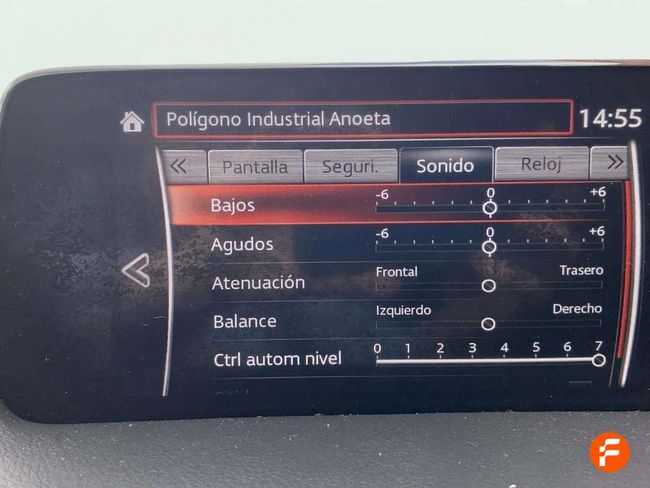 Polígono Industrial Anoeta 14:55
« Pantalla Seguri. Sonido Reloj »
Bajos -6 0 +6
Agudos -6 0 +6
Atenuación Frontal Trasero
Balance Izquierdo Derecho
Ctrl autom nivel 0 1 2 3 4 5 6 7